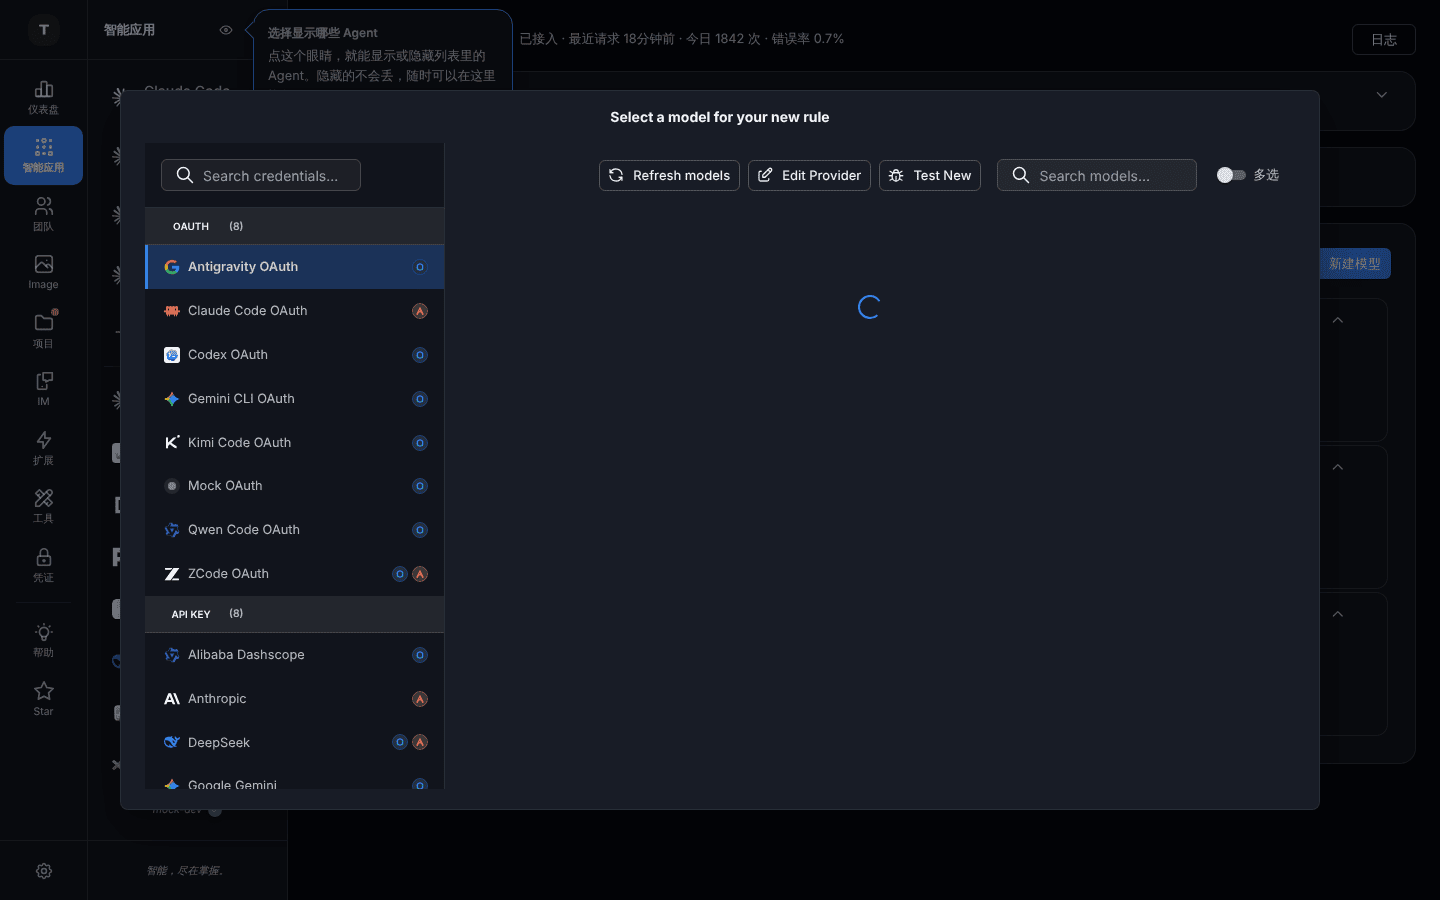 T
智能应用
选择显示哪些 Agent
点这个眼睛，就能显示或隐藏列表里的
Agent。隐藏的不会丢，随时可以在这里
已接入 · 最近请求 18分钟前 · 今日 1842 次 · 错误率 0.7%
日志
仪表盘
智能应用
团队
Image
项目
IM
扩展
工具
凭证
帮助
Star
Claude Code
新建模型
Select a model for your new rule
Search credentials...
Refresh models
Edit Provider
Test New
Search models...
多选
OAUTH (8)
Antigravity OAuth O
Claude Code OAuth A
Codex OAuth O
Gemini CLI OAuth O
Kimi Code OAuth O
Mock OAuth O
Qwen Code OAuth O
ZCode OAuth O A
API KEY (8)
Alibaba Dashscope O
Anthropic A
DeepSeek O A
Google Gemini O
mock-dev
智能，尽在掌握。